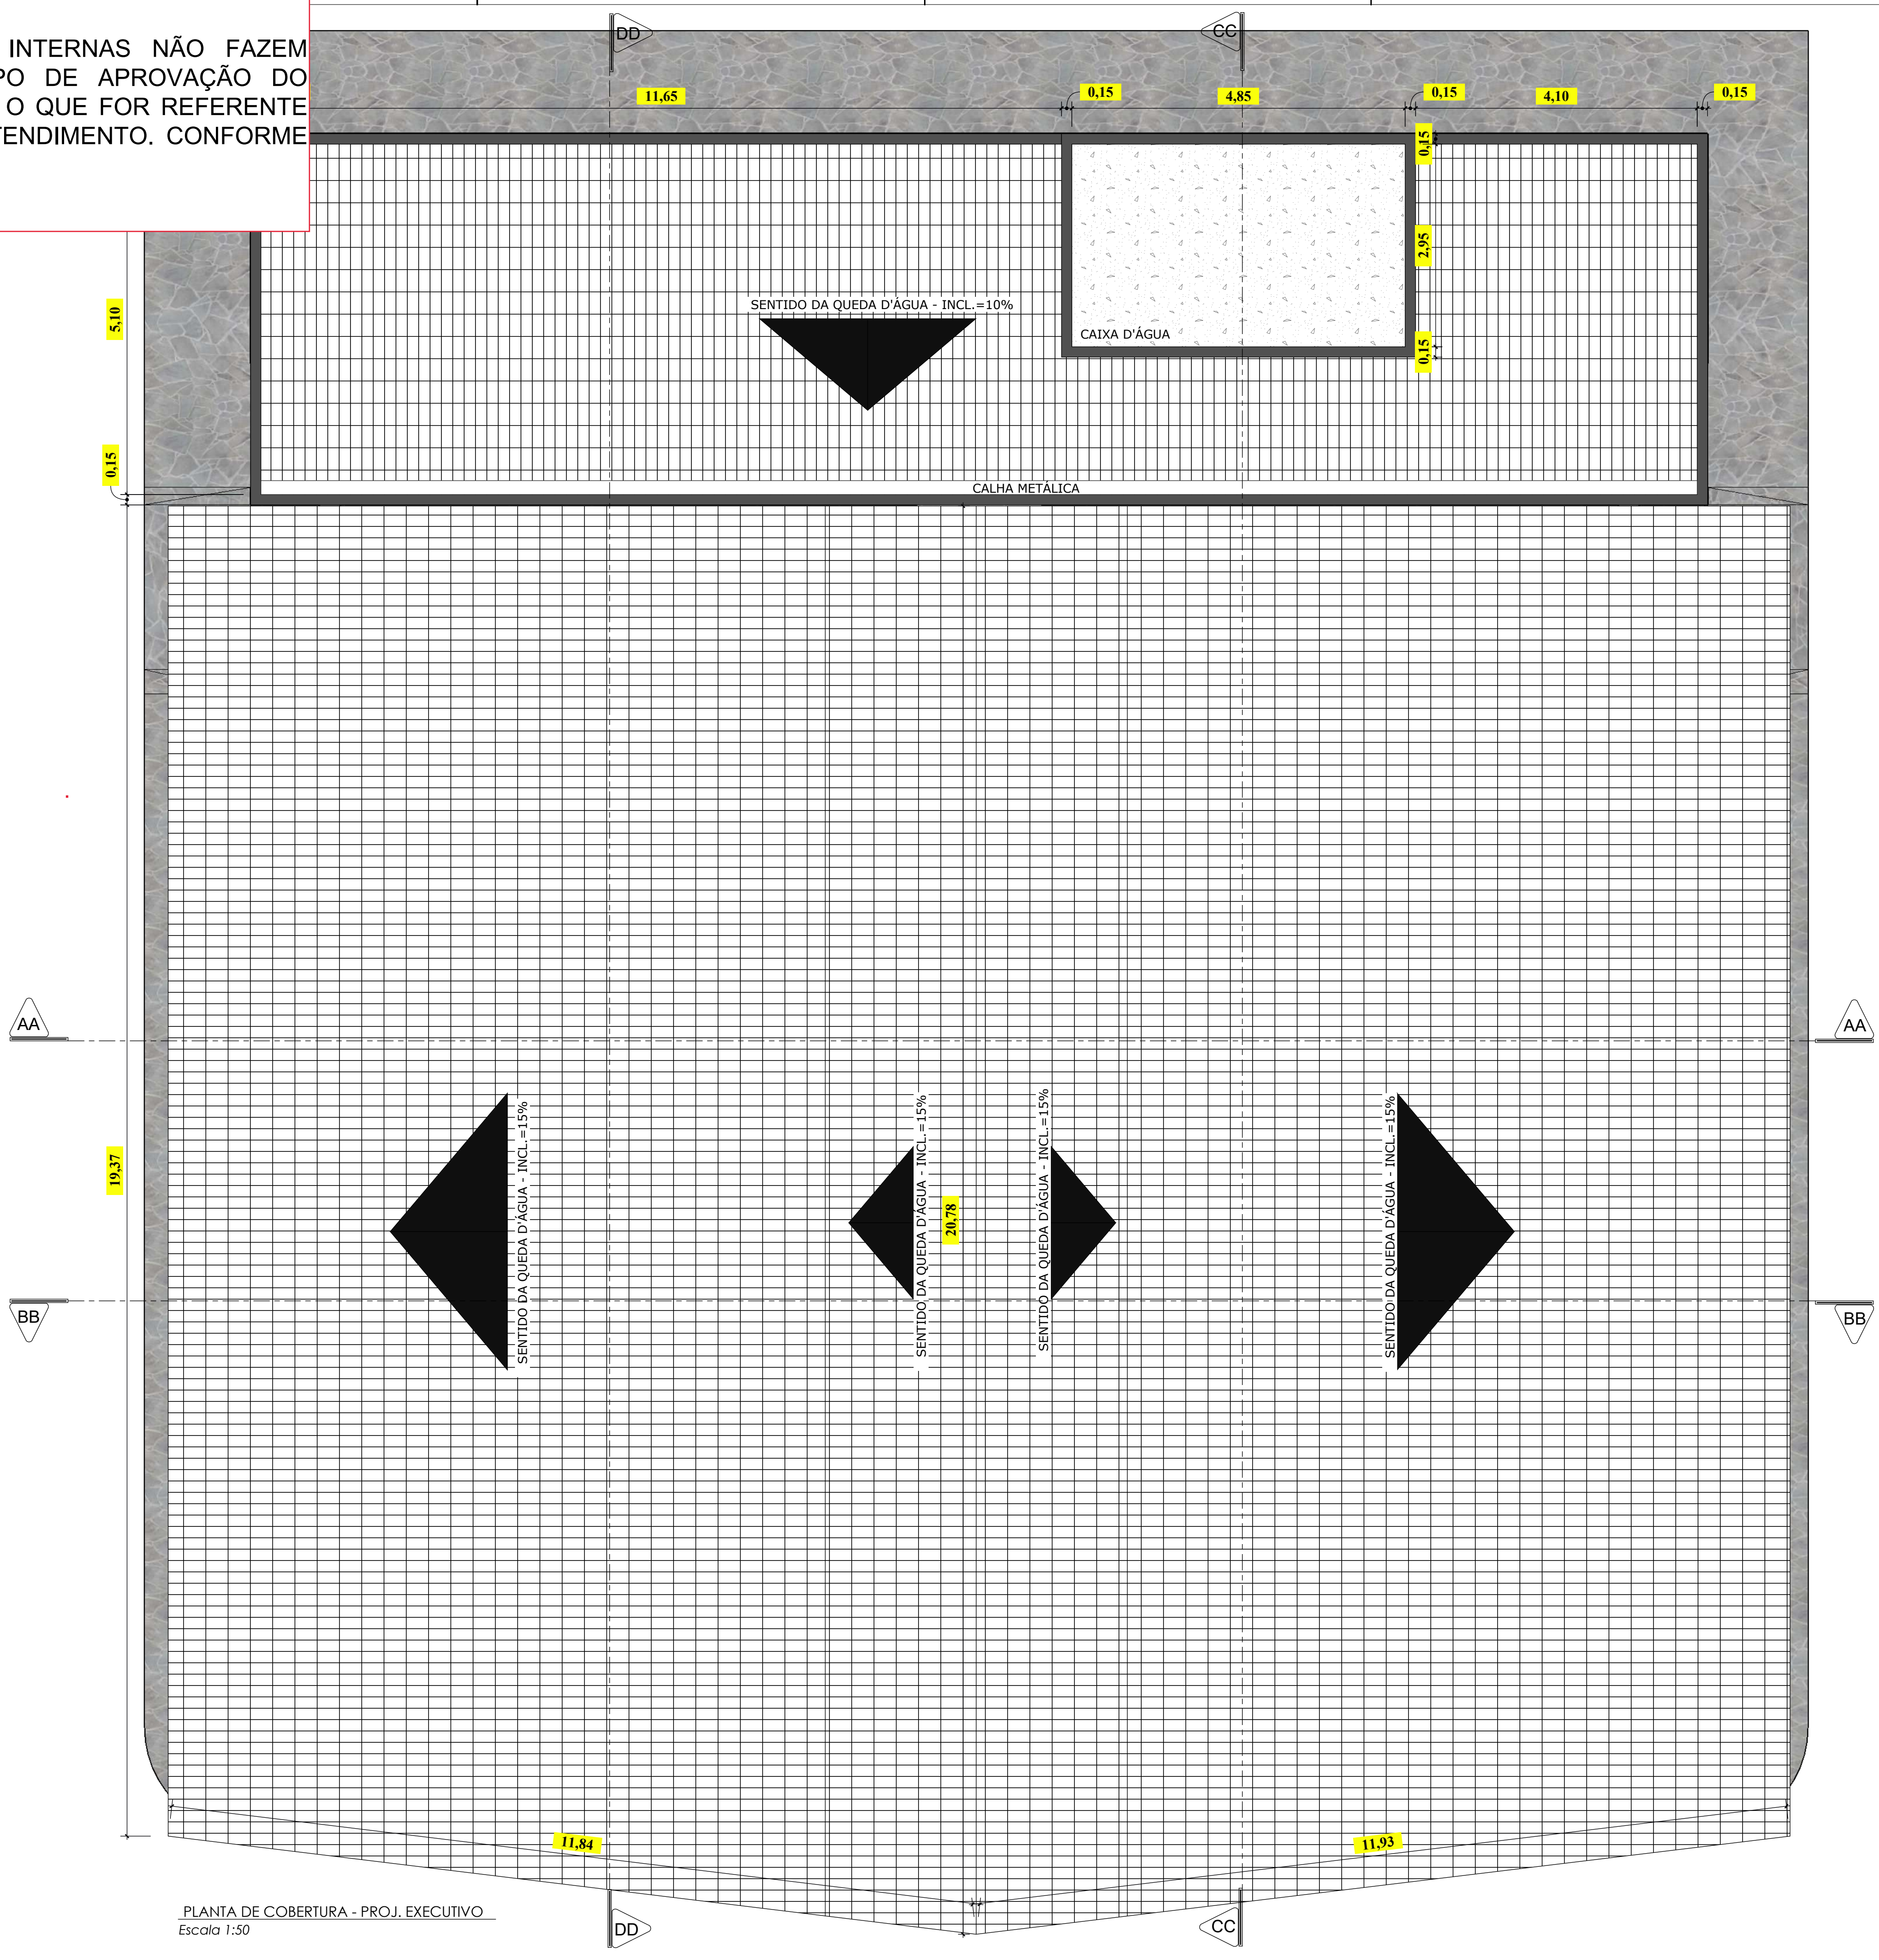 INTERNAS NÃO FAZEM
DE APROVAÇÃO DO
O QUE FOR REFERENTE
CONFORME
DD
CC
11,65
0,15
4,85
0,15
4,10
0,15
0,15
2,95
0,15
5,10
SENTIDO DA QUEDA D'ÁGUA - INCL.=10%
CAIXA D'ÁGUA
0,15
CALHA METÁLICA
AA
AA
SENTIDO DA QUEDA D'ÁGUA - INCL.=15%
SENTIDO DA QUEDA D'ÁGUA - INCL.=15%
SENTIDO DA QUEDA D'ÁGUA - INCL.=15%
SENTIDO DA QUEDA D'ÁGUA - INCL.=15%
19,37
20,78
BB
BB
11,84
11,93
PLANTA DE COBERTURA - PROJ. EXECUTIVO
Escala 1:50
DD
CC